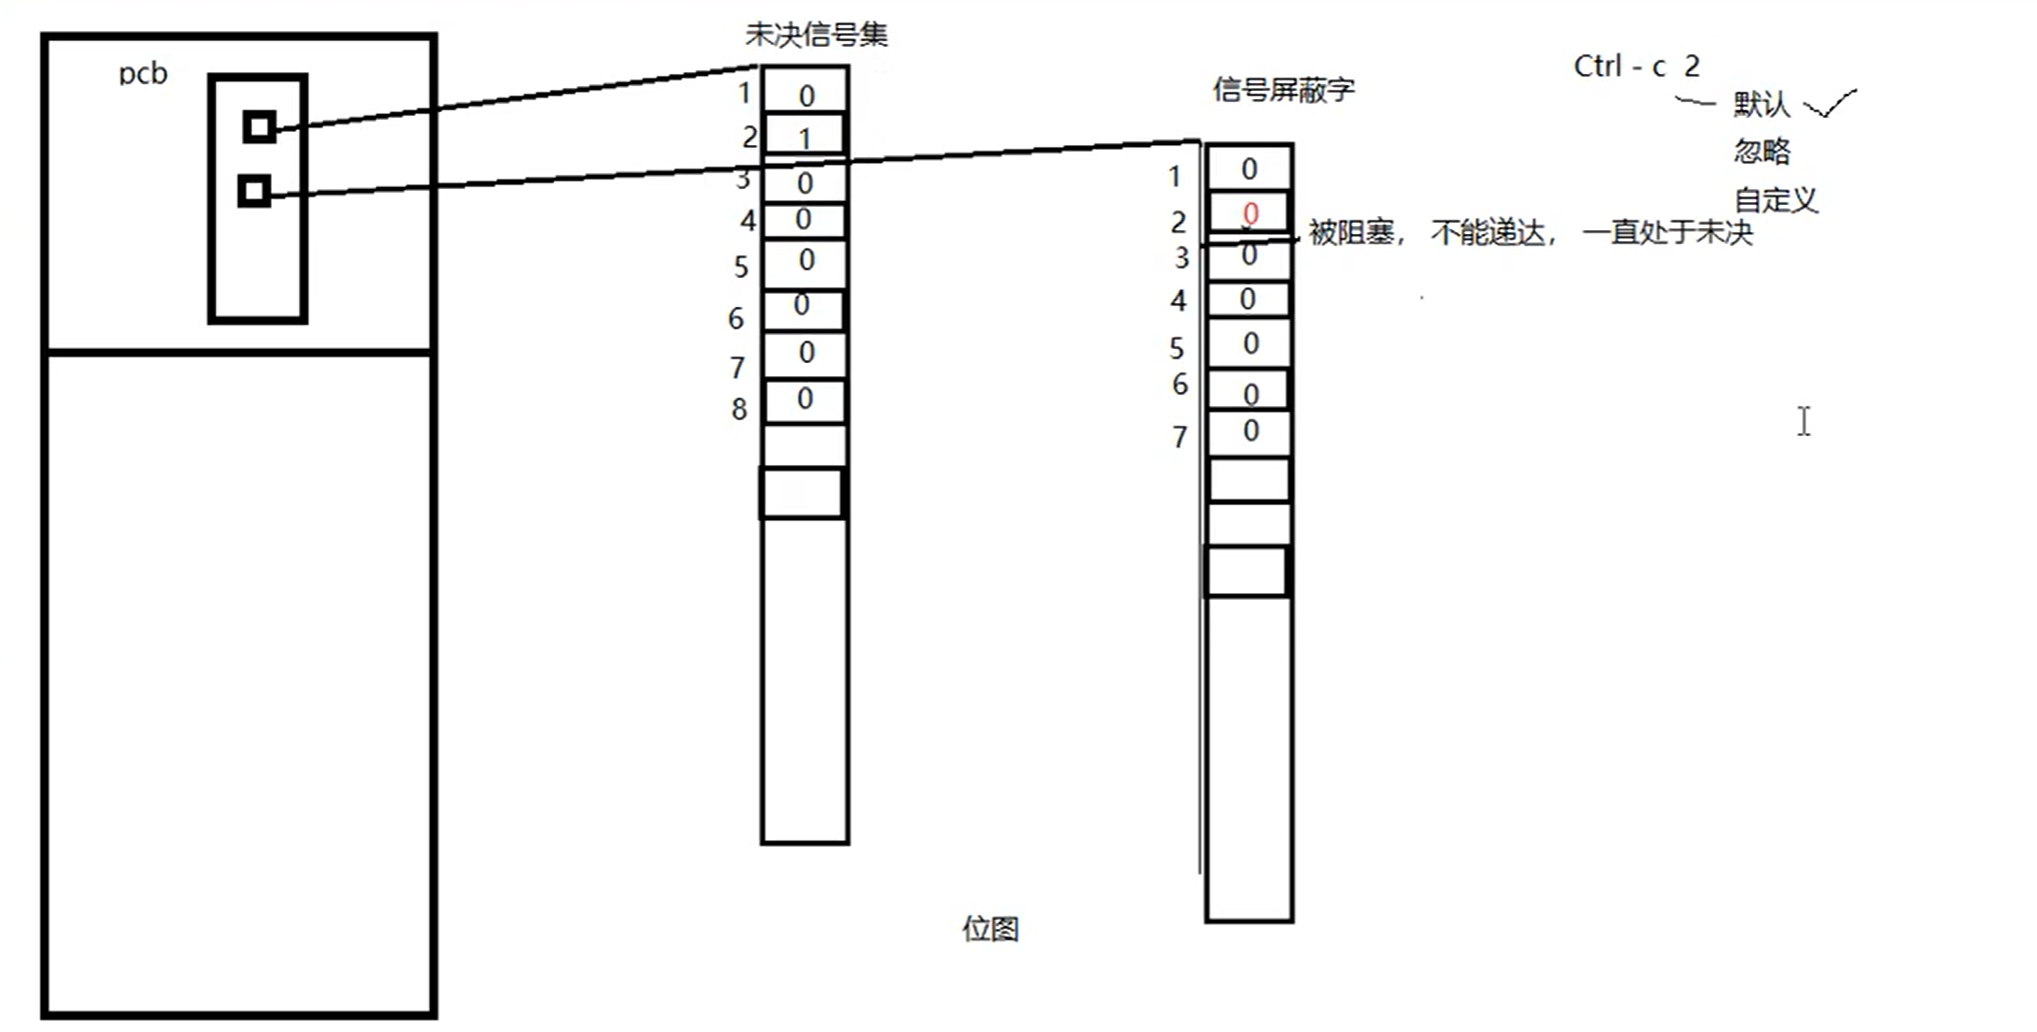 pcb
未决信号集
1 0
2 1
3 0
4 0
5 0
6 0
7 0
8 0
信号屏蔽字
1 0
2 0
3 0
4 0
5 0
6 0
7 0
Ctrl - c 2
默认
忽略
自定义
被阻塞， 不能递达， 一直处于未决
位图